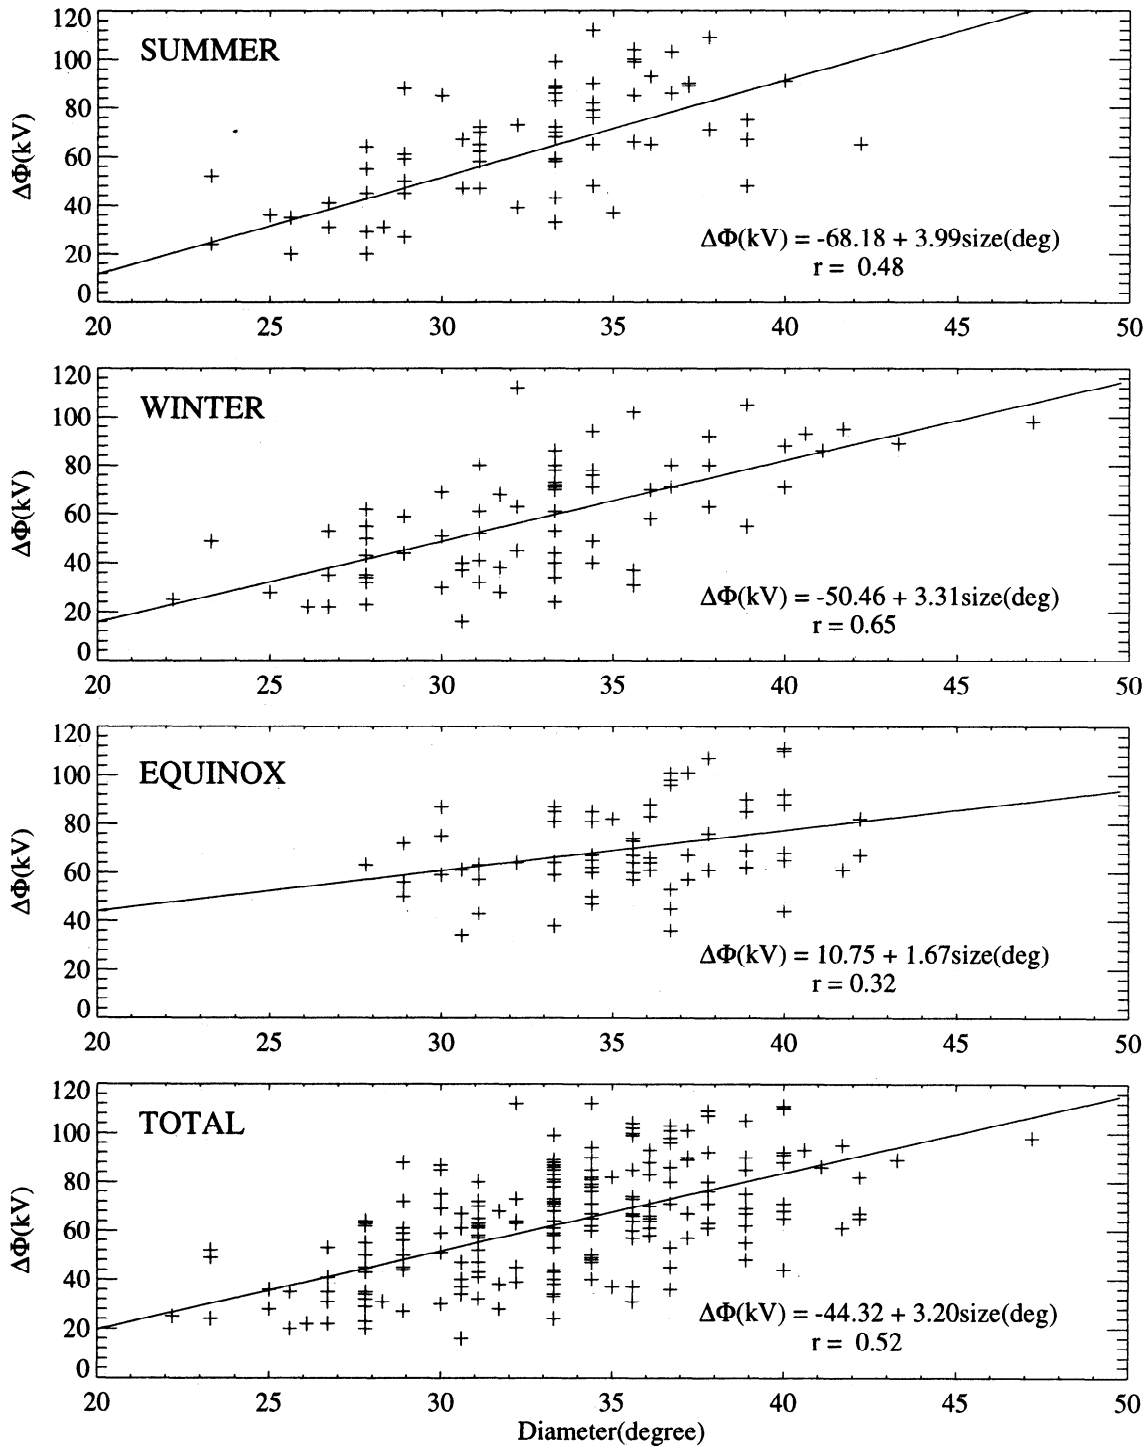 120
SUMMER
100
80
60
40
20
0
ΔΦ(kV)
ΔΦ(kV) = -68.18 + 3.99size(deg)
r = 0.48
20 25 30 35 40 45 50
120
WINTER
100
80
60
40
20
0
ΔΦ(kV)
ΔΦ(kV) = -50.46 + 3.31size(deg)
r = 0.65
20 25 30 35 40 45 50
120
EQUINOX
100
80
60
40
20
0
ΔΦ(kV)
ΔΦ(kV) = 10.75 + 1.67size(deg)
r = 0.32
20 25 30 35 40 45 50
120
TOTAL
100
80
60
40
20
0
ΔΦ(kV)
ΔΦ(kV) = -44.32 + 3.20size(deg)
r = 0.52
20 25 30 35 40 45 50
Diameter(degree)